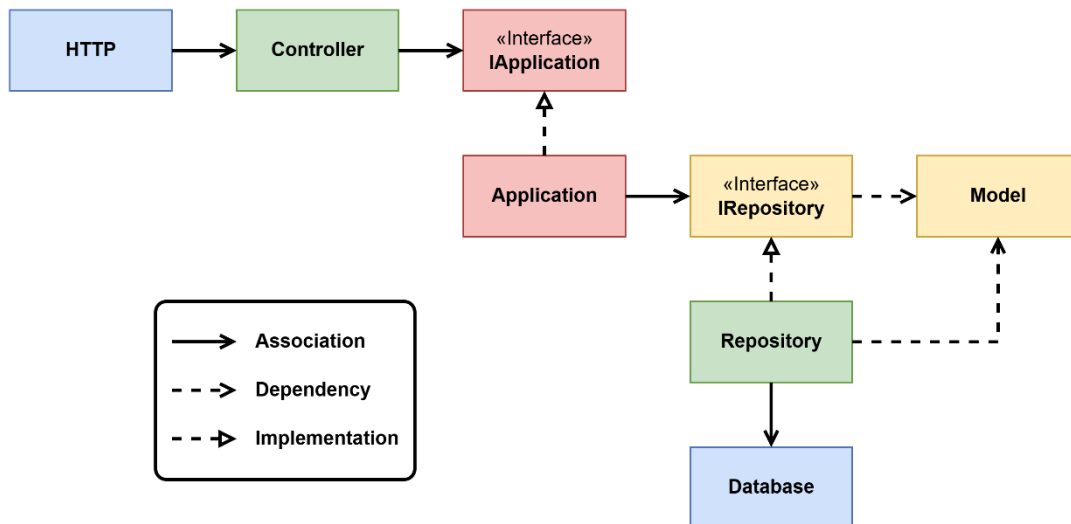 HTTP
Controller
«Interface»
IApplication
Application
«Interface»
IRepository
Model
Repository
Database
Association
Dependency
Implementation